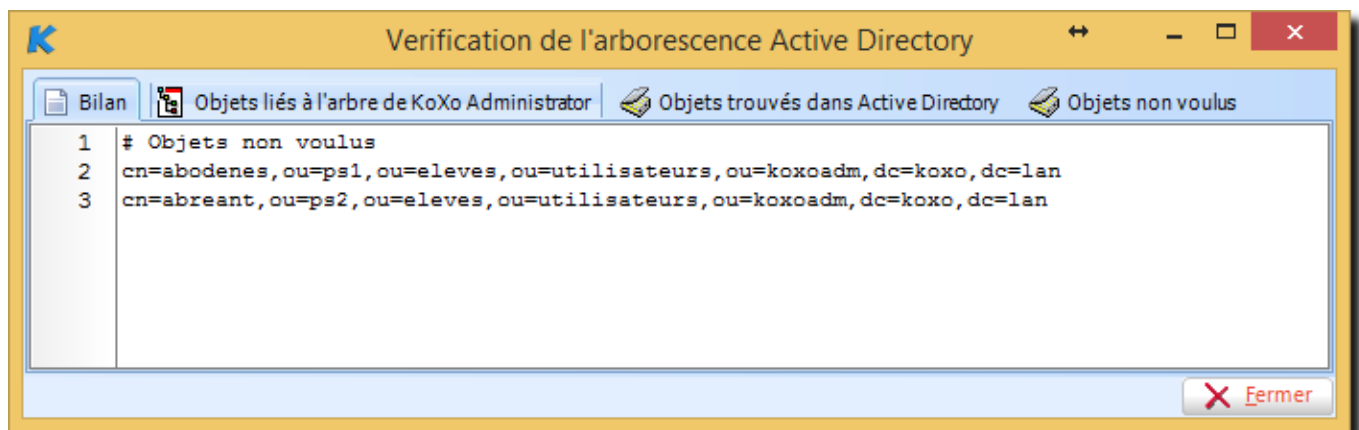 Verification de l'arborescence Active Directory
Bilan Objets liés à l'arbre de KoXo Administrator Objets trouvés dans Active Directory Objets non voulus
1 # Objets non voulus
2 cn=abodenes,ou=ps1,ou=eleves,ou=utilisateurs,ou=koxoadm,dc=koxo,dc=lan
3 cn=abreant,ou=ps2,ou=eleves,ou=utilisateurs,ou=koxoadm,dc=koxo,dc=lan
Fermer